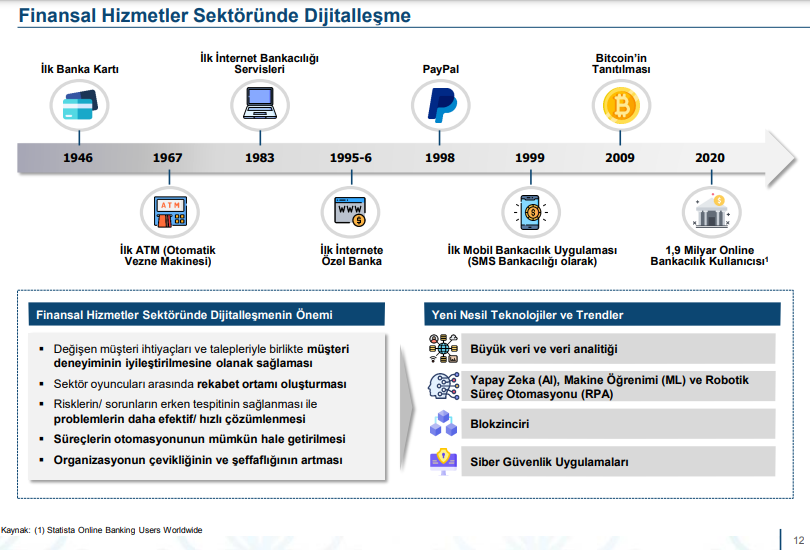 Finansal Hizmetler Sektöründe Dijitalleşme
İlk Banka Kartı
İlk İnternet Bankacılığı
Servisleri
PayPal
Bitcoin’in
Tanıtılması
1946
1967
1983
1995-6
1998
1999
2009
2020
ATM
WWW
İlk ATM (Otomatik
Vezne Makinesi)
İlk İnternete
Özel Banka
İlk Mobil Bankacılık Uygulaması
(SMS Bankacılığı olarak)
1,9 Milyar Online
Bankacılık Kullanıcısı¹
Finansal Hizmetler Sektöründe Dijitalleşmenin Önemi
▪ Değişen müşteri ihtiyaçları ve talepleriyle birlikte müşteri
deneyiminin iyileştirilmesine olanak sağlaması
▪ Sektör oyuncuları arasında rekabet ortamı oluşturması
▪ Risklerin/ sorunların erken tespitinin sağlanması ile
problemlerin daha efektif/ hızlı çözümlenmesi
▪ Süreçlerin otomasyonunun mümkün hale getirilmesi
▪ Organizasyonun çevikliğinin ve şeffaflığının artması
Yeni Nesil Teknolojiler ve Trendler
Büyük veri ve veri analitiği
Yapay Zeka (AI), Makine Öğrenimi (ML) ve Robotik
Süreç Otomasyonu (RPA)
Blokzinciri
Siber Güvenlik Uygulamaları
Kaynak: (1) Statista Online Banking Users Worldwide
12